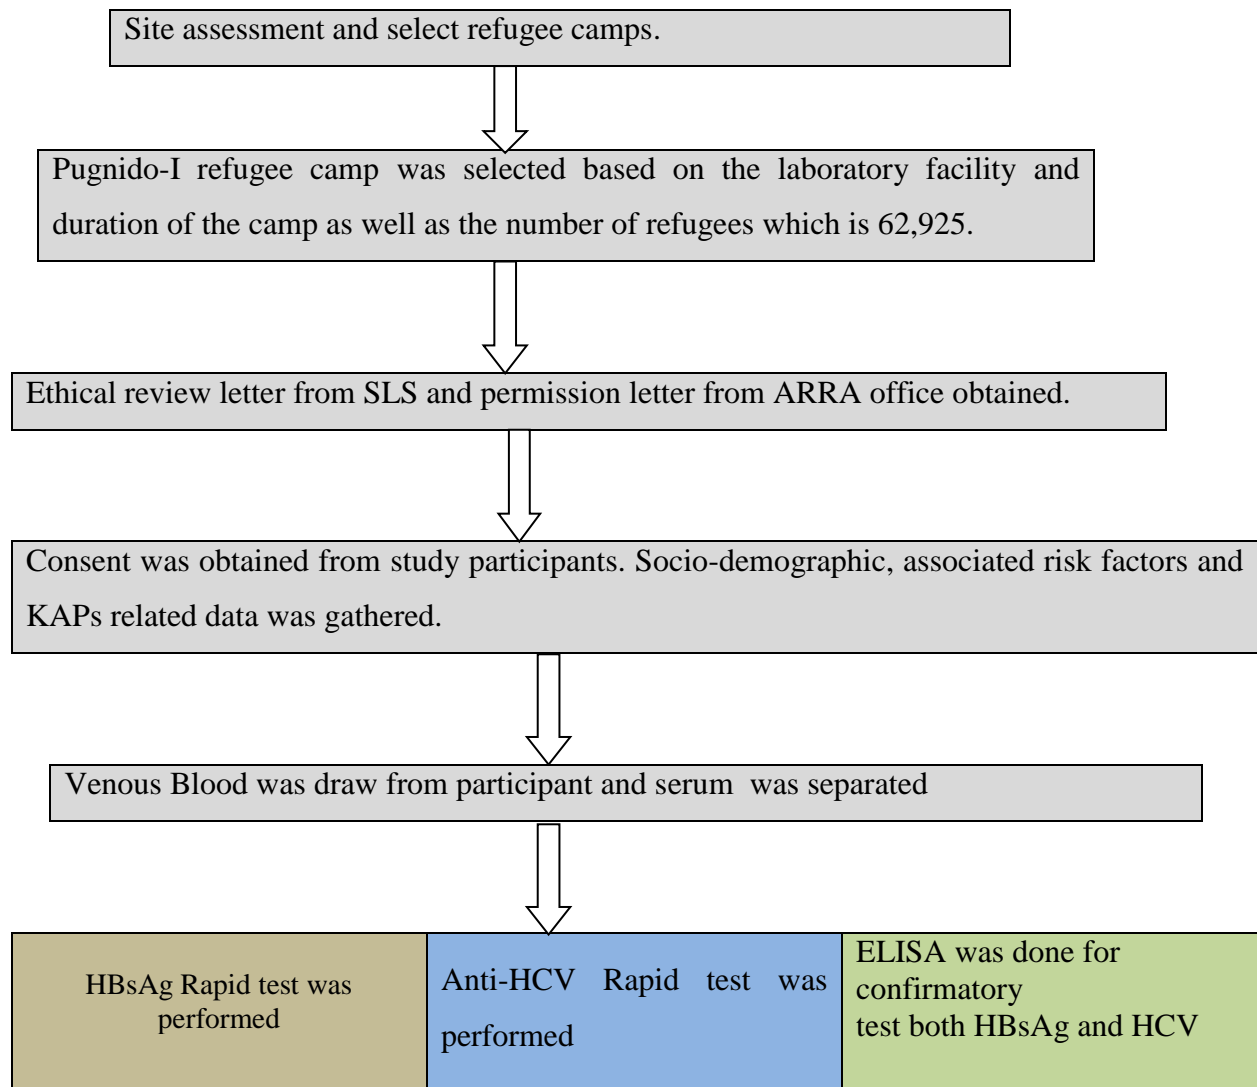 Site assessment and select refugee camps.
Pugnido-I refugee camp was selected based on the laboratory facility and
duration of the camp as well as the number of refugees which is 62,925.
Ethical review letter from SLS and permission letter from ARRA office obtained.
Consent was obtained from study participants. Socio-demographic, associated risk factors and
KAPs related data was gathered.
Venous Blood was draw from participant and serum was separated
HBsAg Rapid test was
performed
Anti-HCV Rapid test was
performed
ELISA was done for
confirmatory
test both HBsAg and HCV